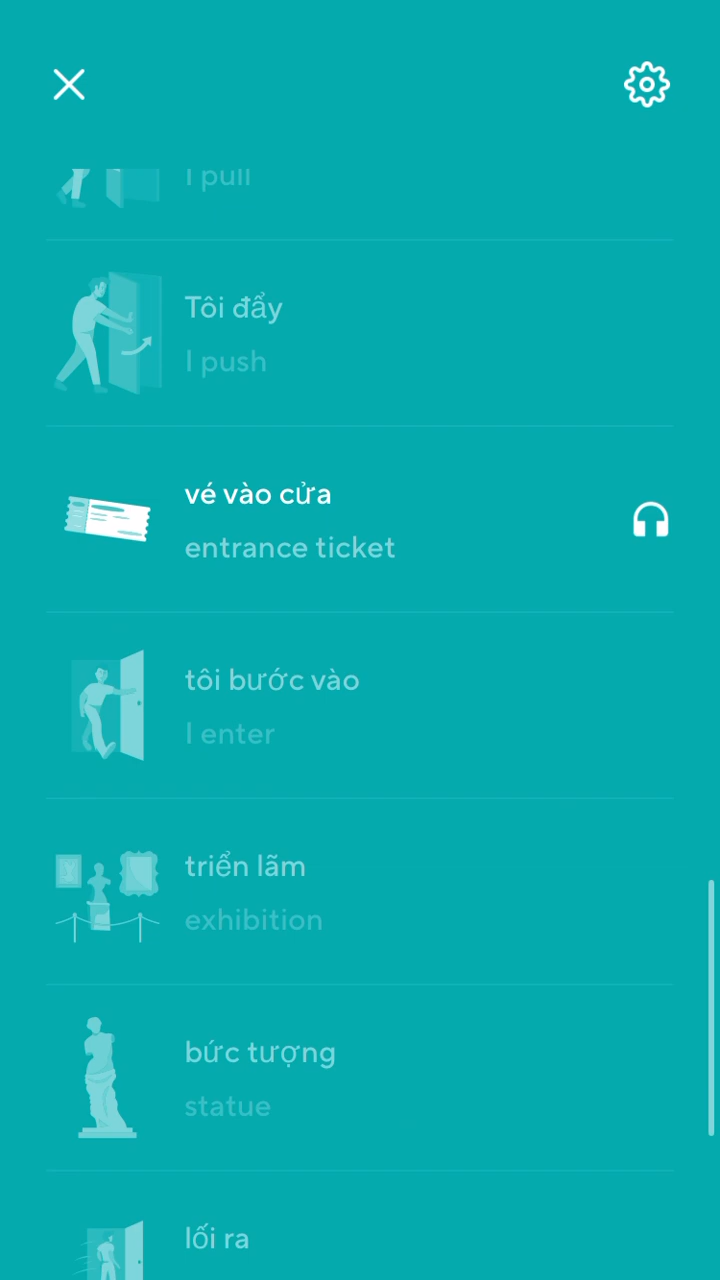 I pull
Tôi đẩy
I push
vé vào cửa
entrance ticket
tôi bước vào
I enter
triển lãm
exhibition
bức tượng
statue
lối ra